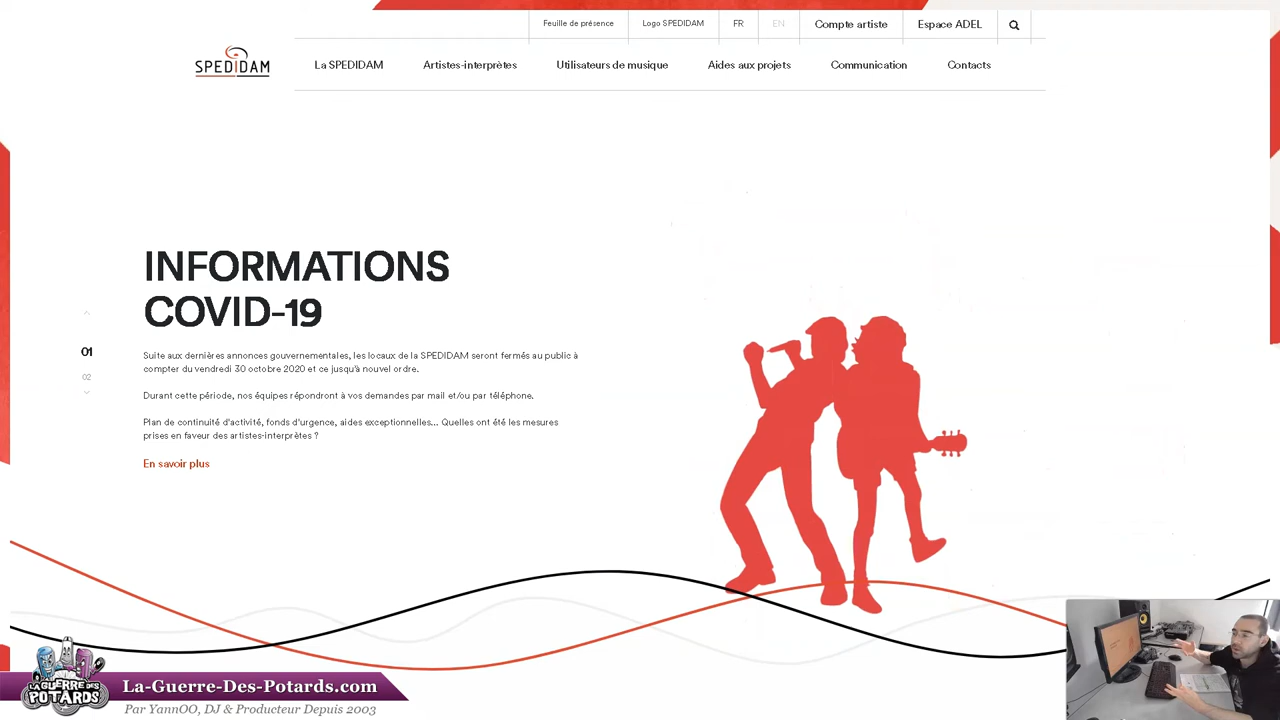 Feuille de présence
Logo SPEDIDAM
FR
EN
Compte artiste
Espace ADEL
SPEDIDAM
La SPEDIDAM
Artistes-interprètes
Utilisateurs de musique
Aides aux projets
Communication
Contacts
INFORMATIONS
COVID-19
01
02
Suite aux dernières annonces gouvernementales, les locaux de la SPEDIDAM seront fermés au public à
compter du vendredi 30 octobre 2020 et ce jusqu'à nouvel ordre.
Durant cette période, nos équipes répondront à vos demandes par mail et/ou par téléphone.
Plan de continuité d'activité, fonds d'urgence, aides exceptionnelles... Quelles ont été les mesures
prises en faveur des artistes-interprètes ?
En savoir plus
LA GUERRE DES
POTARDS
La-Guerre-Des-Potards.com
Par YannOO, DJ & Producteur Depuis 2003